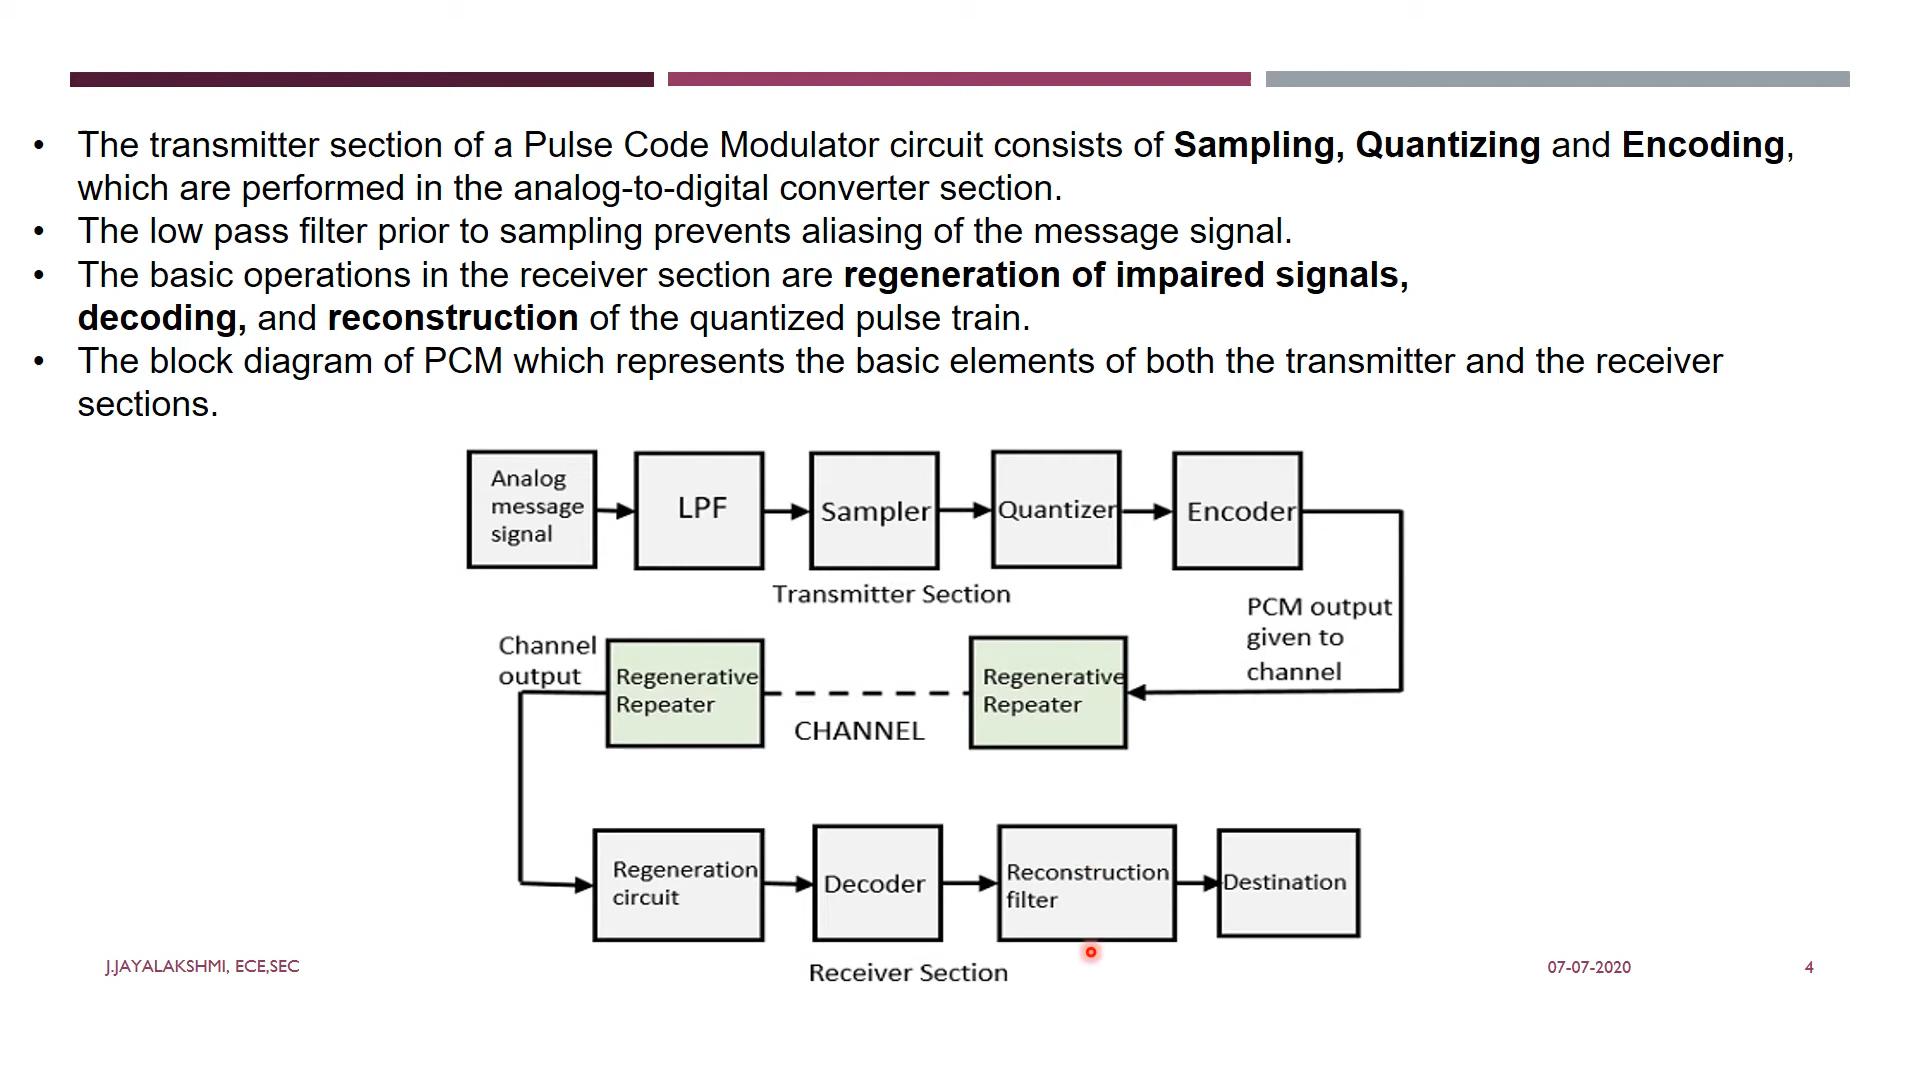 • The transmitter section of a Pulse Code Modulator circuit consists of Sampling, Quantizing and Encoding,
which are performed in the analog-to-digital converter section.
• The low pass filter prior to sampling prevents aliasing of the message signal.
• The basic operations in the receiver section are regeneration of impaired signals,
decoding, and reconstruction of the quantized pulse train.
• The block diagram of PCM which represents the basic elements of both the transmitter and the receiver
sections.
Analog
message
signal
LPF
Sampler
Quantizer
Encoder
Transmitter Section
PCM output
given to
channel
Channel
output
Regenerative
Repeater
CHANNEL
Regenerative
Repeater
Regeneration
circuit
Decoder
Reconstruction
filter
Destination
Receiver Section
J.JAYALAKSHMI, ECE,SEC
07-07-2020
4